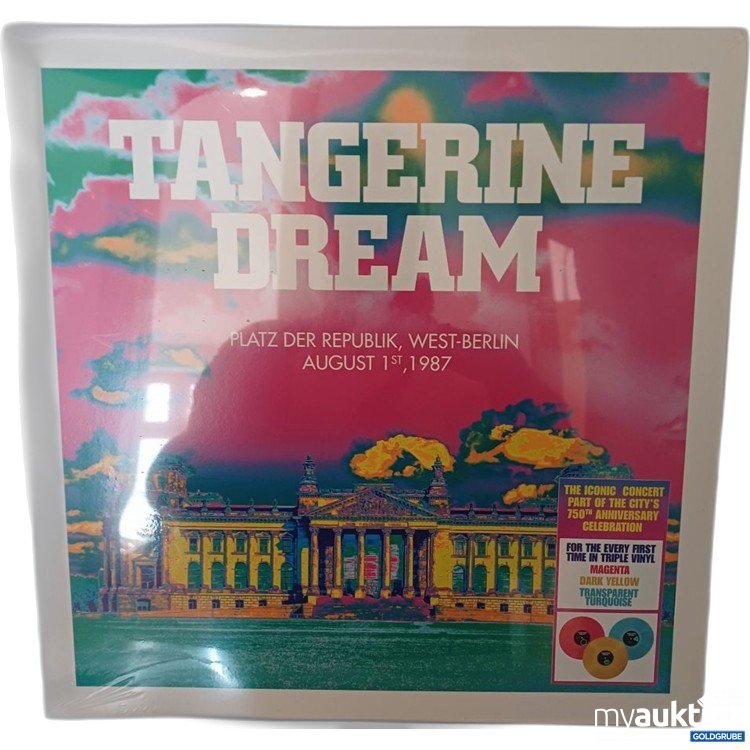 TANGERINE
DREAM
PLATZ DER REPUBLIK, WEST-BERLIN
AUGUST 1ST,1987
THE ICONIC CONCERT
PART OF THE CITY'S
750TH ANNIVERSARY
CELEBRATION
FOR THE EVERY FIRST
TIME IN TRIPLE VINYL
MAGENTA
DARK YELLOW
TRANSPARENT
TURQUOISE
myaukt
GOLDGRUBE